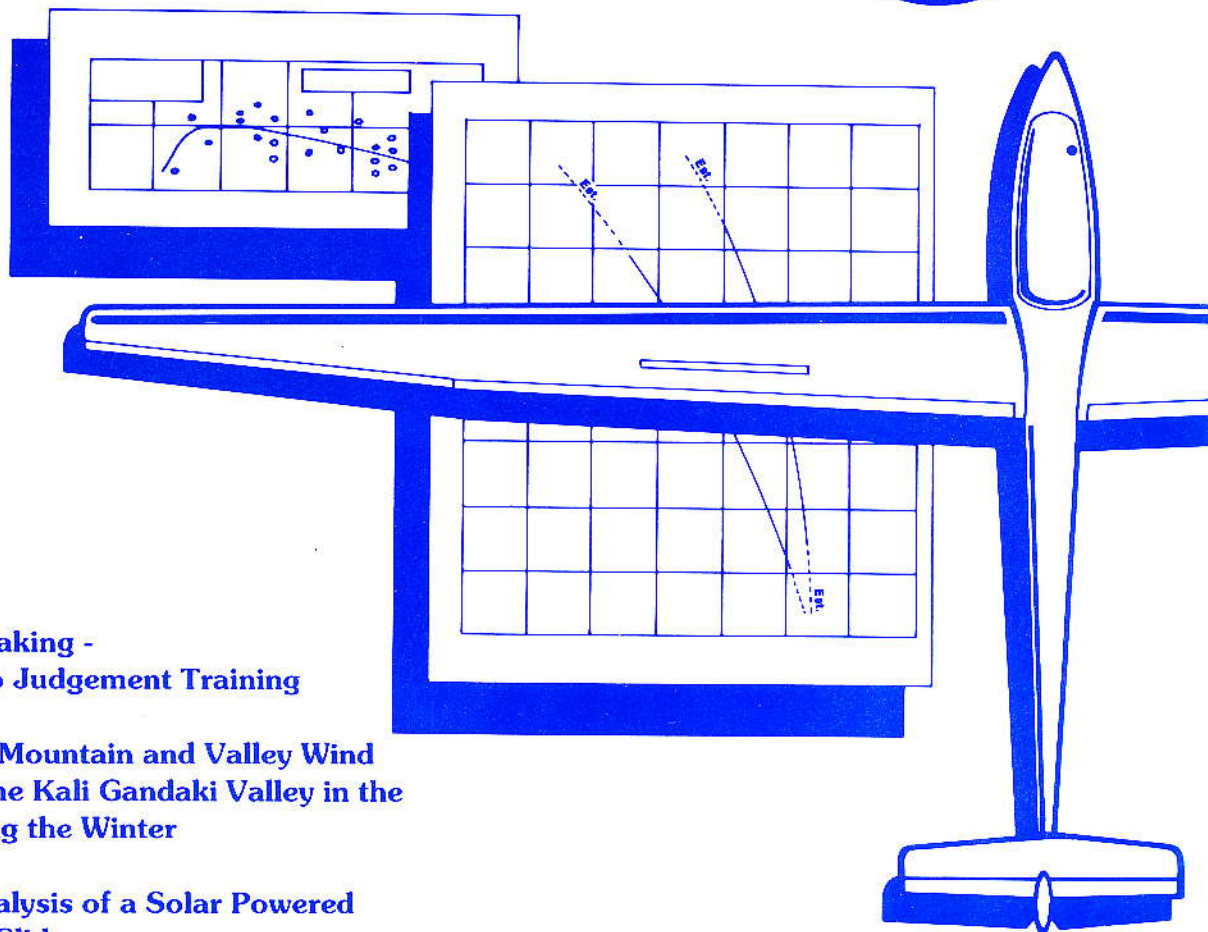 Est.
Est.
Est.
aking -
Judgement Training
Mountain and Valley Wind
he Kali Gandaki Valley in the
g the Winter
alysis of a Solar Powered